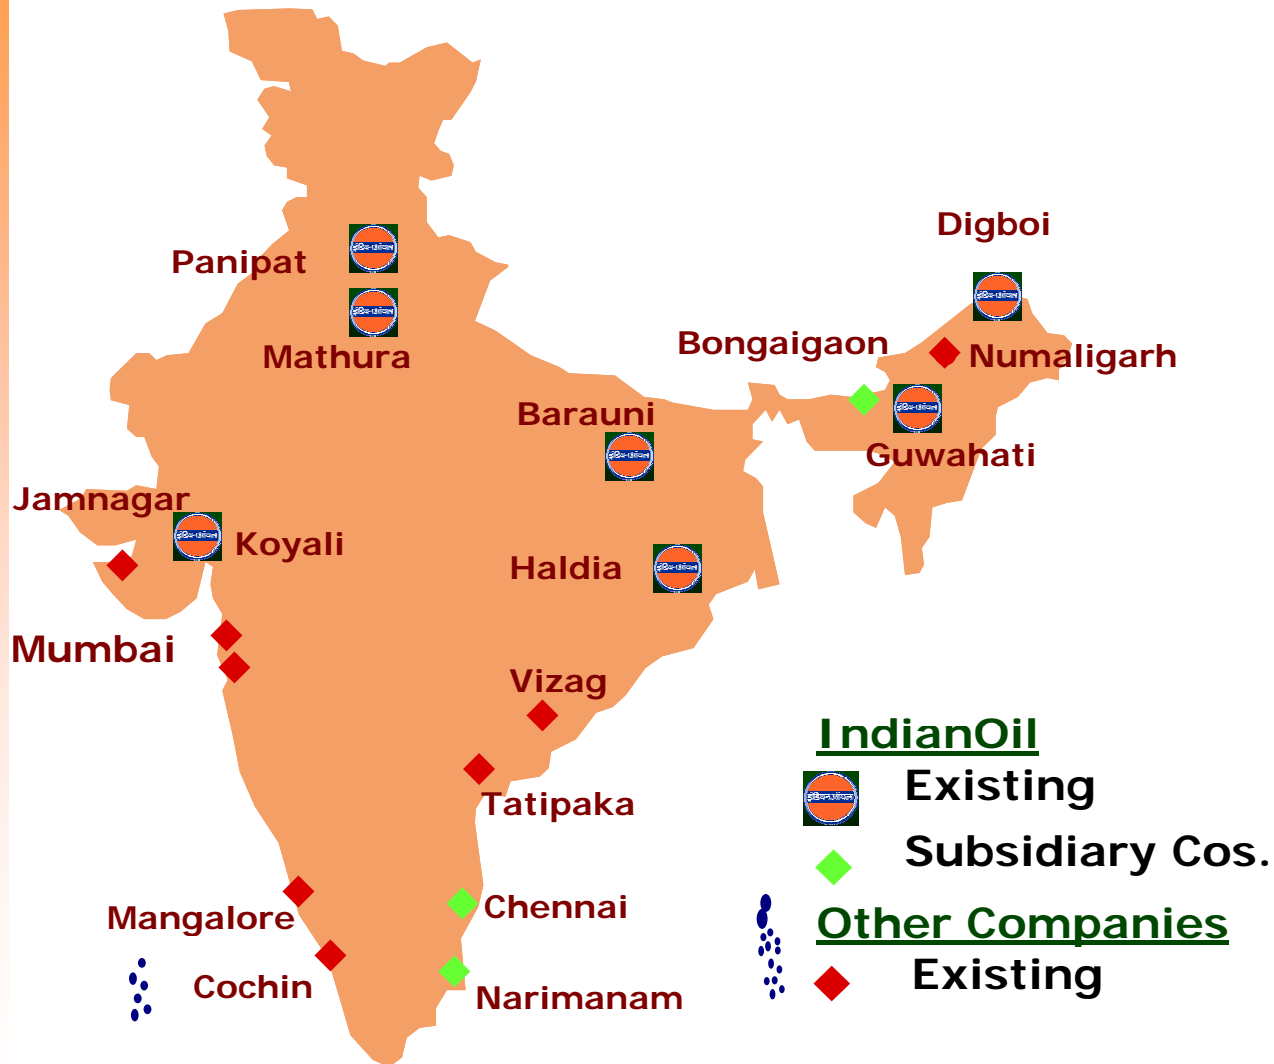 Digboi
Panipat
Bongaigaon
Numaligarh
Mathura
Barauni
Guwahati
Jamnagar
Koyali
Haldia
Mumbai
Vizag
IndianOil
Existing
Tatipaka
Subsidiary Cos.
Chennai
Mangalore
Other Companies
Existing
Cochin
Narimanam
इंडियनऑयल